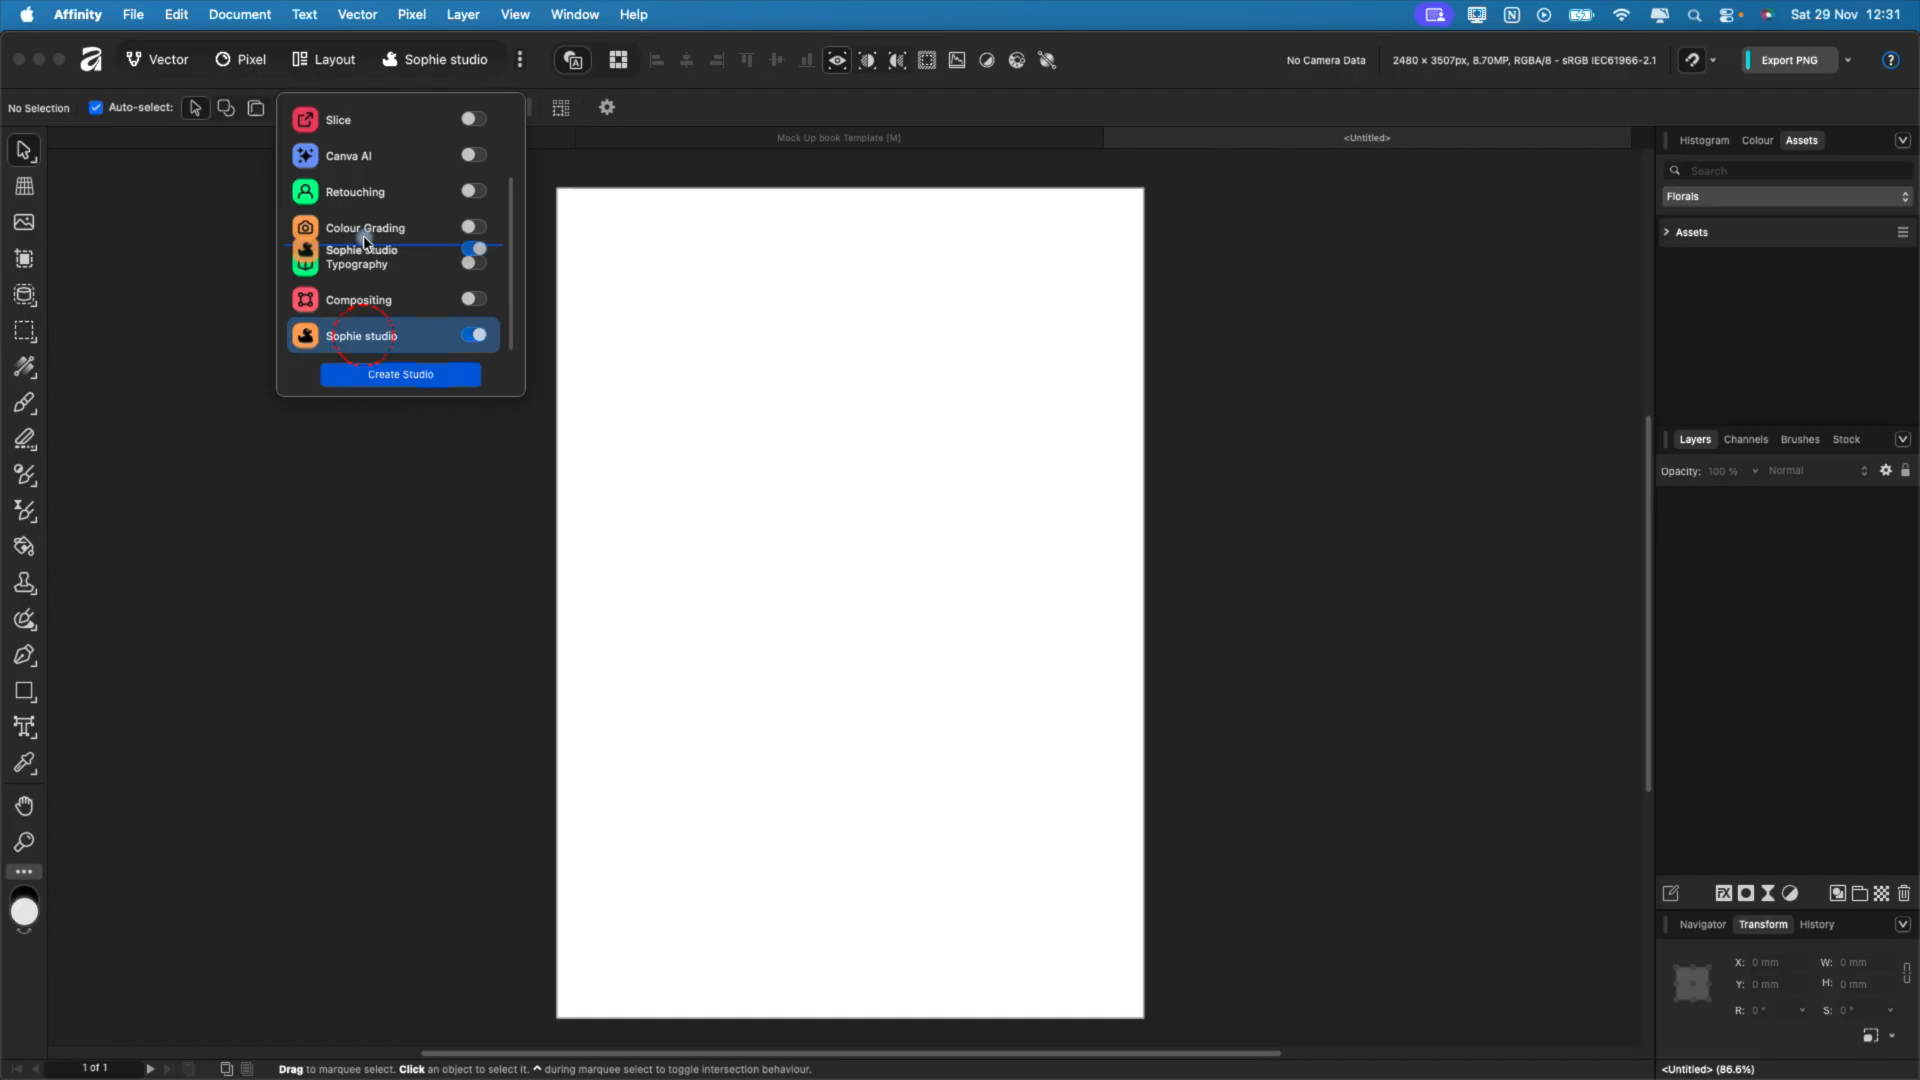 Affinity File Edit Document Text Vector Pixel Layer View Window Help Sat 29 Nov 12:31
Vector Pixel Layout Sophie studio No Camera Data 2480 × 3507px, 8.70MP, RGBA/8 - sRGB IEC61966-2.1 Export PNG ?
No Selection Auto-select:
Mock Up book Template [M] <Untitled>
Slice
Canva AI
Retouching
Colour Grading
Sophie studio
Typography
Compositing
Sophie studio
Create Studio
Histogram Colour Assets
Search
Florals
Assets
Layers Channels Brushes Stock
Opacity: 100 % Normal
Navigator Transform History
X: 0 mm W: 0 mm
Y: 0 mm H: 0 mm
R: 0 ° S: 0 °
1 of 1 Drag to marquee select. Click an object to select it. ^ during marquee select to toggle intersection behaviour. <Untitled> (86.6%)